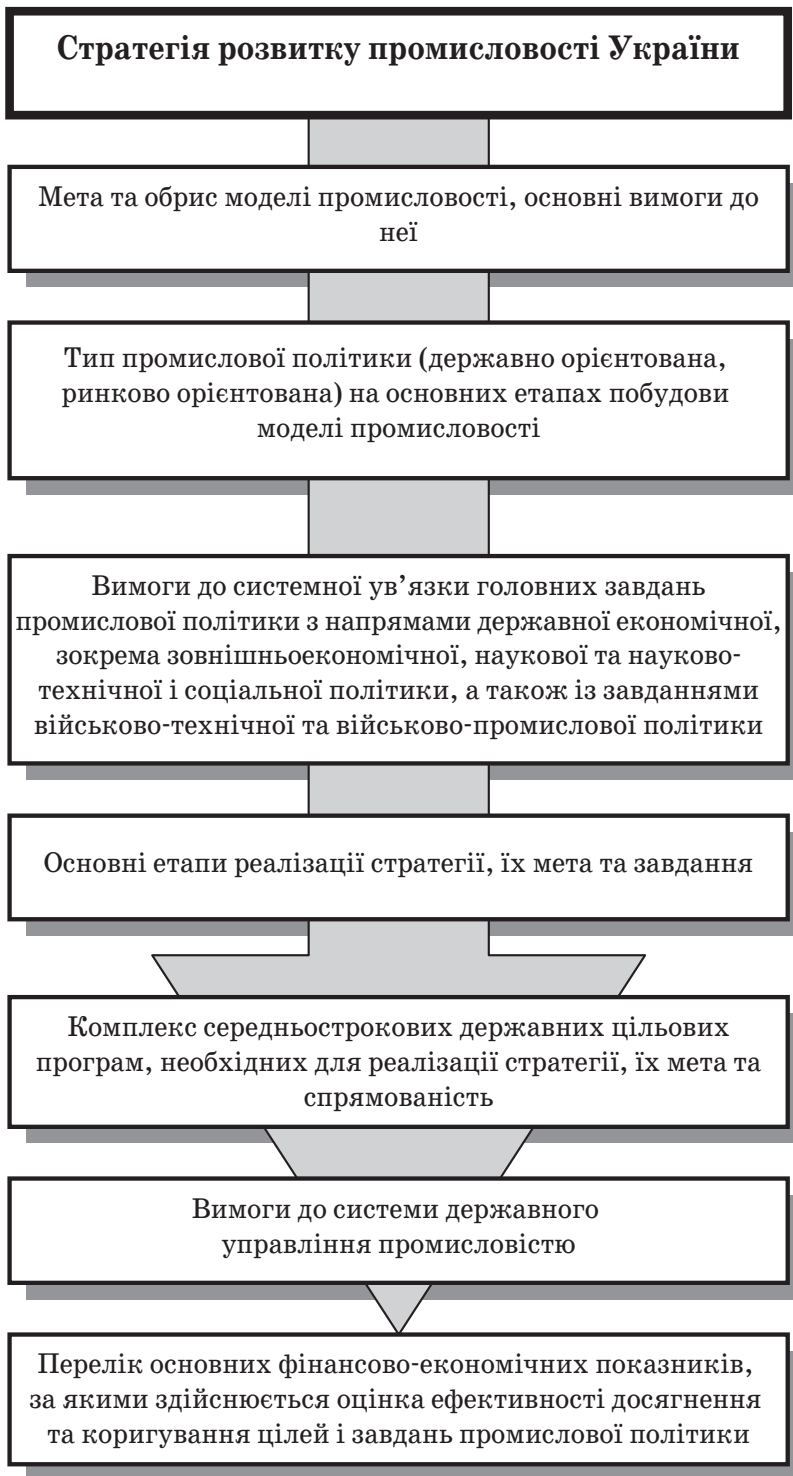 Стратегія розвитку промисловості України
Мета та обрис моделі промисловості, основні вимоги до
неї
Тип промислової політики (державно орієнтована,
ринково орієнтована) на основних етапах побудови
моделі промисловості
Вимоги до системної ув’язки головних завдань
промислової політики з напрямами державної економічної,
зокрема зовнішньоекономічної, наукової та науково-
технічної і соціальної політики, а також із завданнями
військово-технічної та військово-промислової політики
Основні етапи реалізації стратегії, їх мета та завдання
Комплекс середньострокових державних цільових
програм, необхідних для реалізації стратегії, їх мета та
спрямованість
Вимоги до системи державного
управління промисловістю
Перелік основних фінансово-економічних показників,
за якими здійснюється оцінка ефективності досягнення
та коригування цілей і завдань промислової політики